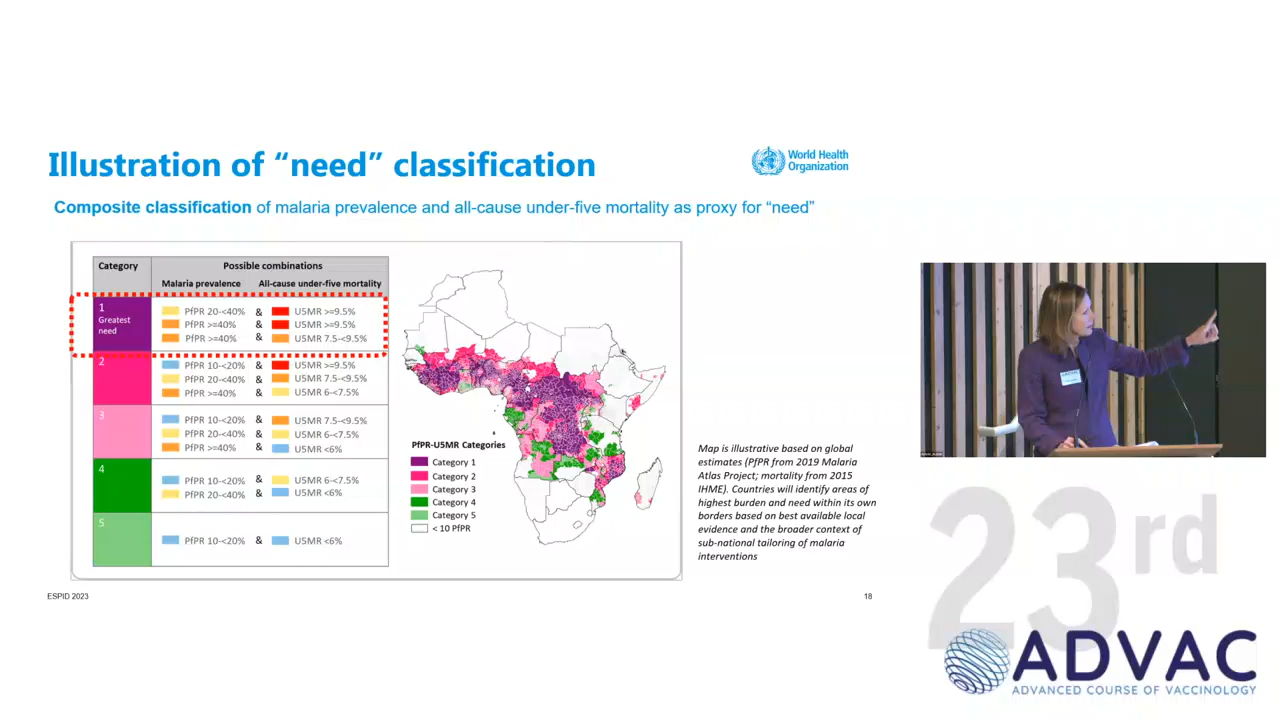 Illustration of “need” classification
World Health
Organization
Composite classification of malaria prevalence and all-cause under-five mortality as proxy for “need”
Category
Possible combinations
Malaria prevalence
All-cause under-five mortality
1
Greatest
need
PfPR 20-<40% & U5MR >=9.5%
PfPR >=40% & U5MR >=9.5%
PfPR >=40% & U5MR 7.5-<9.5%
2
PfPR 10-<20% & U5MR >=9.5%
PfPR 20-<40% & U5MR 7.5-<9.5%
PfPR >=40% & U5MR 6-<7.5%
3
PfPR 10-<20% & U5MR 7.5-<9.5%
PfPR 20-<40% & U5MR 6-<7.5%
PfPR >=40% & U5MR <6%
4
PfPR 10-<20% & U5MR 6-<7.5%
PfPR 20-<40% & U5MR <6%
5
PfPR 10-<20% & U5MR <6%
PfPR-U5MR Categories
Category 1
Category 2
Category 3
Category 4
Category 5
< 10 PfPR
Map is illustrative based on global
estimates (PfPR from 2019 Malaria
Atlas Project; mortality from 2015
IHME). Countries will identify areas of
highest burden and need within its own
borders based on best available local
evidence and the broader context of
sub-national tailoring of malaria
interventions
ESPID 2023
18
23rd
ADVAC
ADVANCED COURSE OF VACCINOLOGY